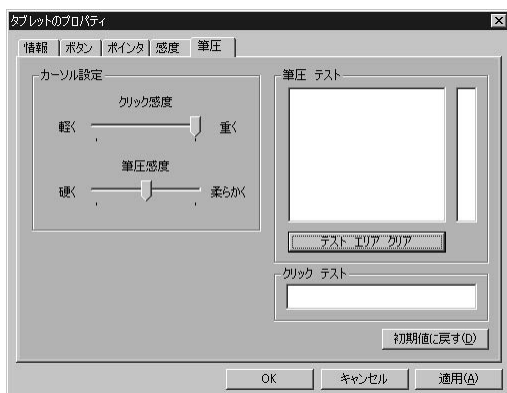 タブレットのプロパティ
情報 ボタン ポインタ 感度 筆圧
カーソル設定
クリック感度
軽く 重く
筆圧感度
硬く 柔らかく
筆圧 テスト
テスト エリア クリア
クリック テスト
初期値に戻す(D)
OK キャンセル 適用(A)